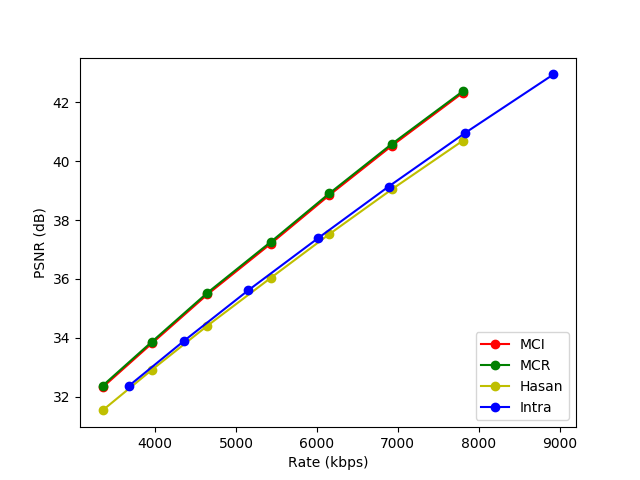 42
40
38
36
34
32
PSNR (dB)
4000 5000 6000 7000 8000 9000
Rate (kbps)
MCI
MCR
Hasan
Intra